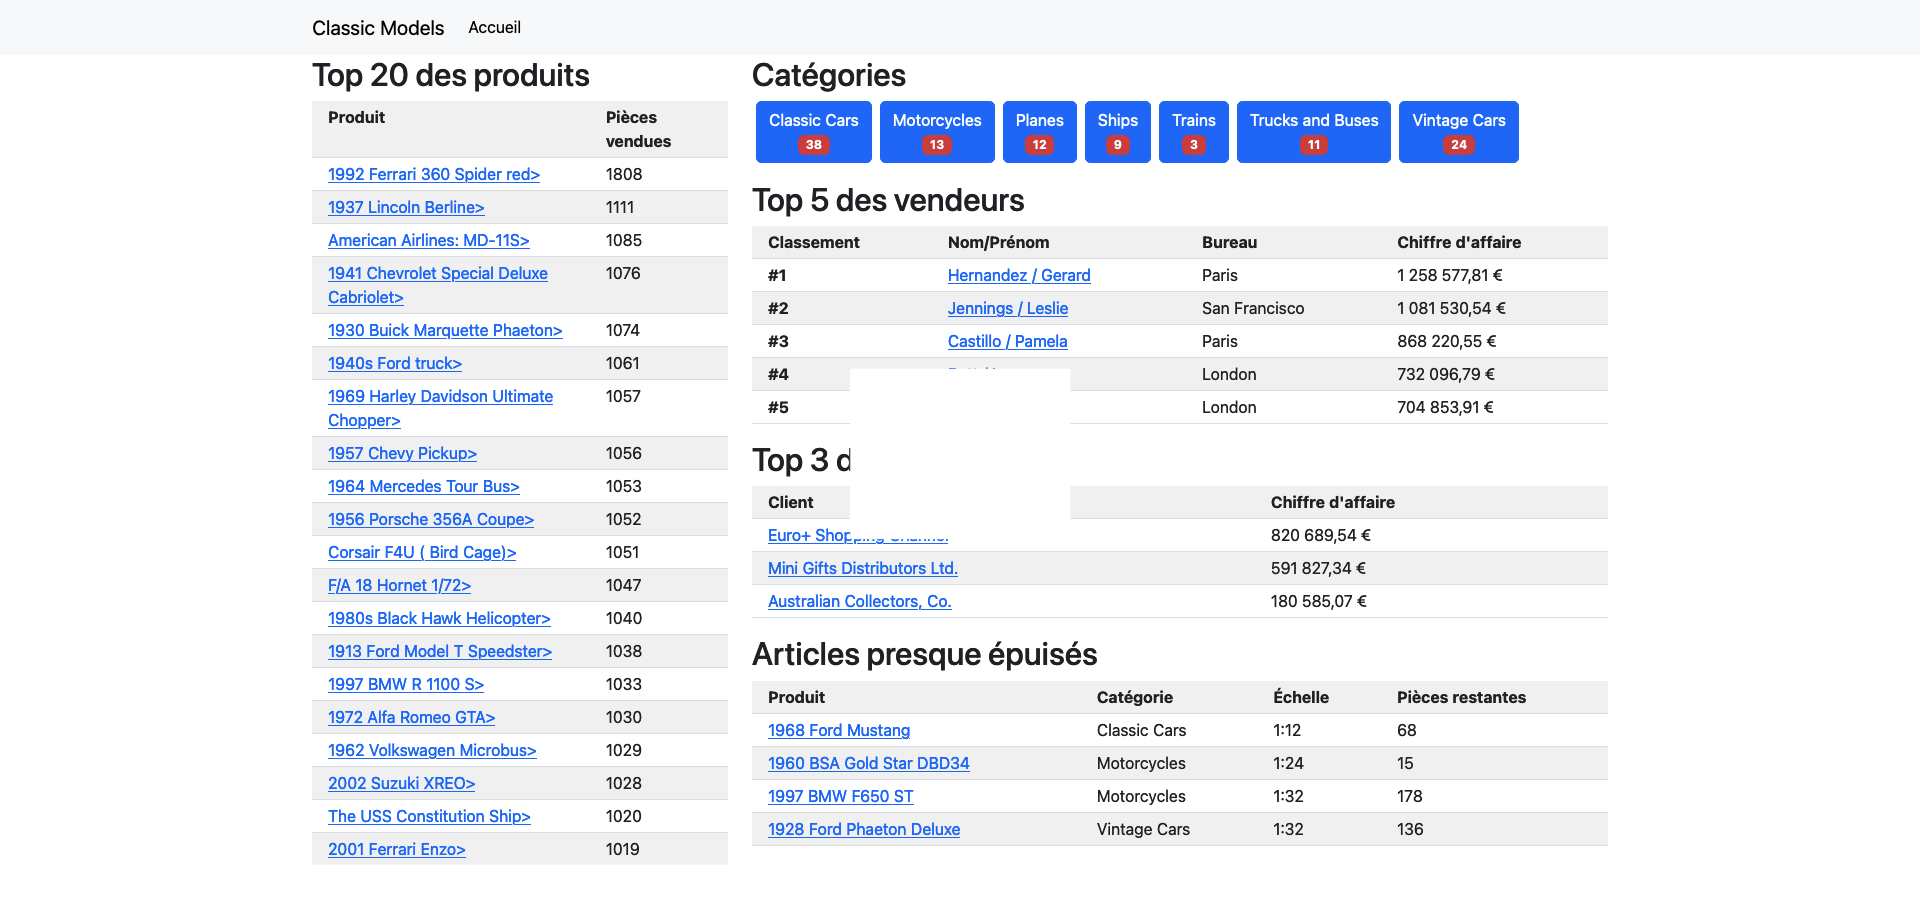 Classic Models Accueil
Top 20 des produits
Produit Pièces
vendues
1992 Ferrari 360 Spider red> 1808
1937 Lincoln Berline> 1111
American Airlines: MD-11S> 1085
1941 Chevrolet Special Deluxe 1076
Cabriolet>
1930 Buick Marquette Phaeton> 1074
1940s Ford truck> 1061
1969 Harley Davidson Ultimate 1057
Chopper>
1957 Chevy Pickup> 1056
1964 Mercedes Tour Bus> 1053
1956 Porsche 356A Coupe> 1052
Corsair F4U ( Bird Cage)> 1051
F/A 18 Hornet 1/72> 1047
1980s Black Hawk Helicopter> 1040
1913 Ford Model T Speedster> 1038
1997 BMW R 1100 S> 1033
1972 Alfa Romeo GTA> 1030
1962 Volkswagen Microbus> 1029
2002 Suzuki XREO> 1028
The USS Constitution Ship> 1020
2001 Ferrari Enzo> 1019
Catégories
Classic Cars Motorcycles Planes Ships Trains Trucks and Buses Vintage Cars
38 13 12 9 3 11 24
Top 5 des vendeurs
Classement Nom/Prénom Bureau Chiffre d'affaire
#1 Hernandez / Gerard Paris 1 258 577,81 €
#2 Jennings / Leslie San Francisco 1 081 530,54 €
#3 Castillo / Pamela Paris 868 220,55 €
#4 London 732 096,79 €
#5 London 704 853,91 €
Top 3
Client Chiffre d'affaire
Euro+ Shopping Channel 820 689,54 €
Mini Gifts Distributors Ltd. 591 827,34 €
Australian Collectors, Co. 180 585,07 €
Articles presque épuisés
Produit Catégorie Échelle Pièces restantes
1968 Ford Mustang Classic Cars 1:12 68
1960 BSA Gold Star DBD34 Motorcycles 1:24 15
1997 BMW F650 ST Motorcycles 1:32 178
1928 Ford Phaeton Deluxe Vintage Cars 1:32 136